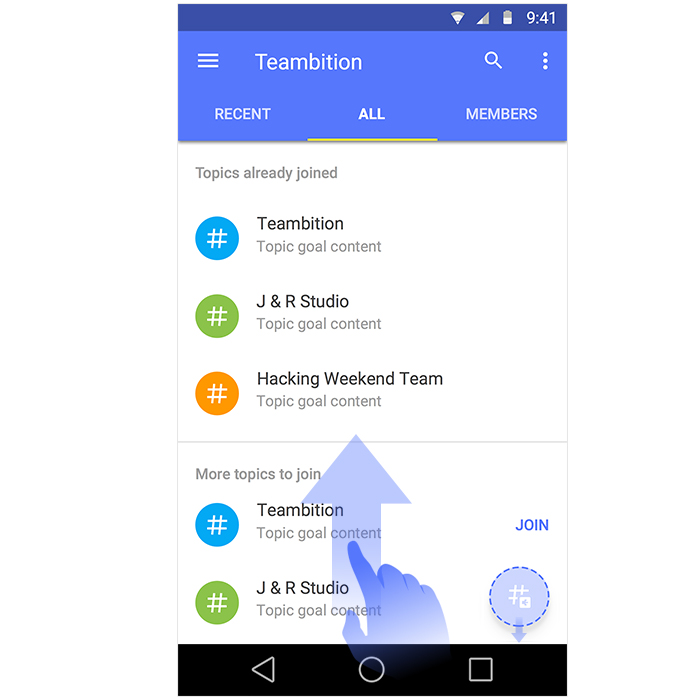 9:41
Teambition
RECENT ALL MEMBERS
Topics already joined
# Teambition
Topic goal content
# J & R Studio
Topic goal content
# Hacking Weekend Team
Topic goal content
More topics to join
# Teambition
Topic goal content
JOIN
# J & R Studio
Topic goal content
#